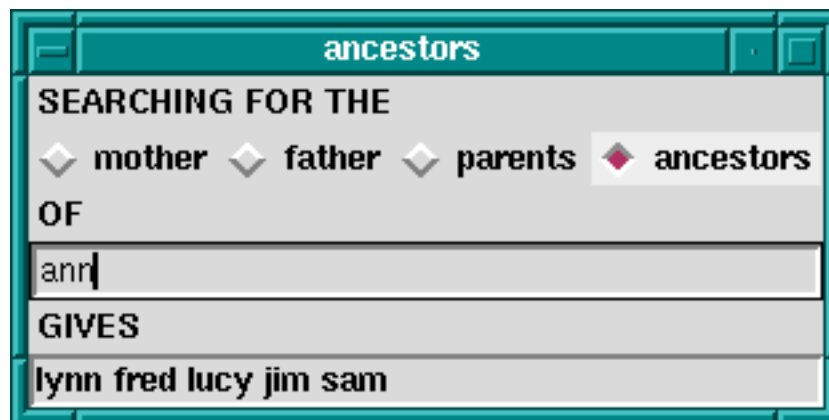 ancestors
SEARCHING FOR THE
mother father parents ancestors
OF
ann
GIVES
lynn fred lucy jim sam